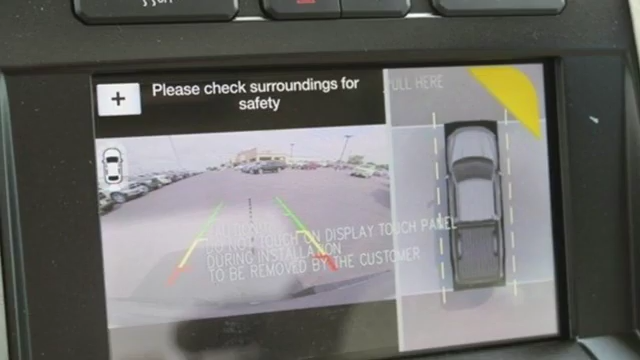 Please check surroundings for
safety
PULL HERE
DO NOT TOUCH ON DISPLAY TOUCH PANEL
DURING INSTALLATION
TO BE REMOVED BY THE CUSTOMER